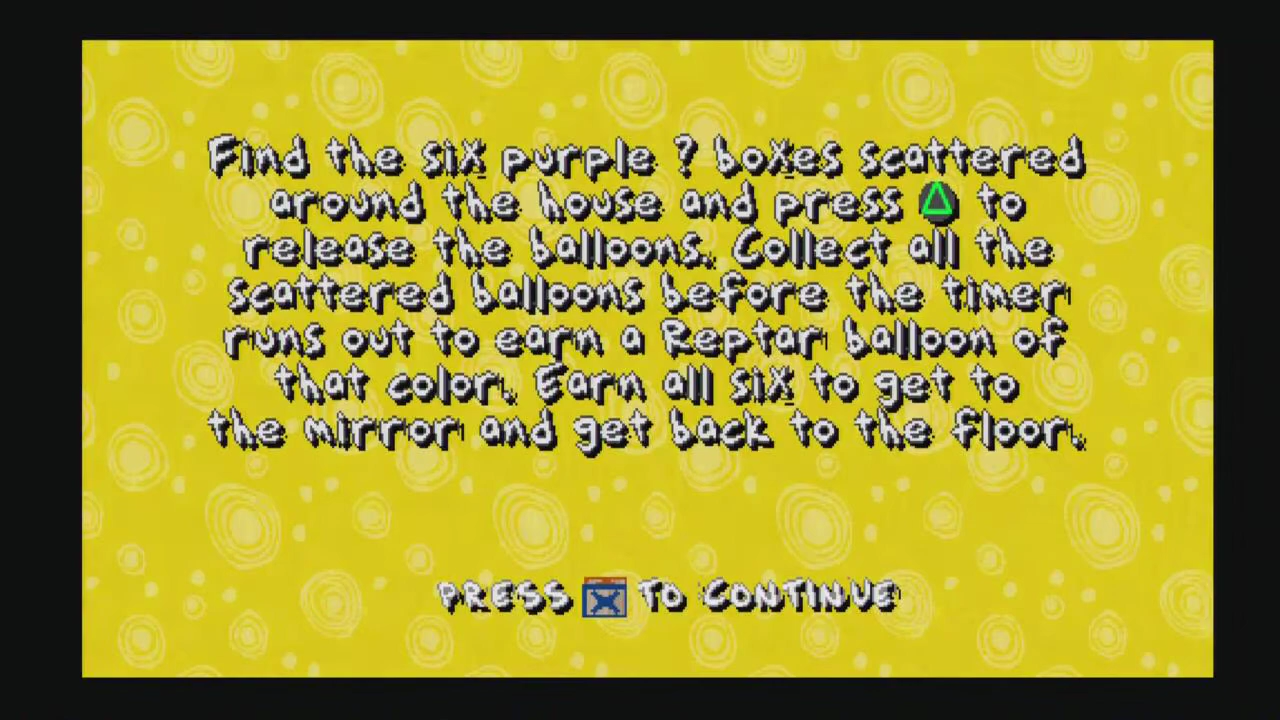 Find the six purple ? boxes scattered
around the house and press △ to
release the balloons. Collect all the
scattered balloons before the timer
runs out to earn a Reptar balloon of
that color. Earn all six to get to
the mirror and get back to the floor.
PRESS X TO CONTINUE